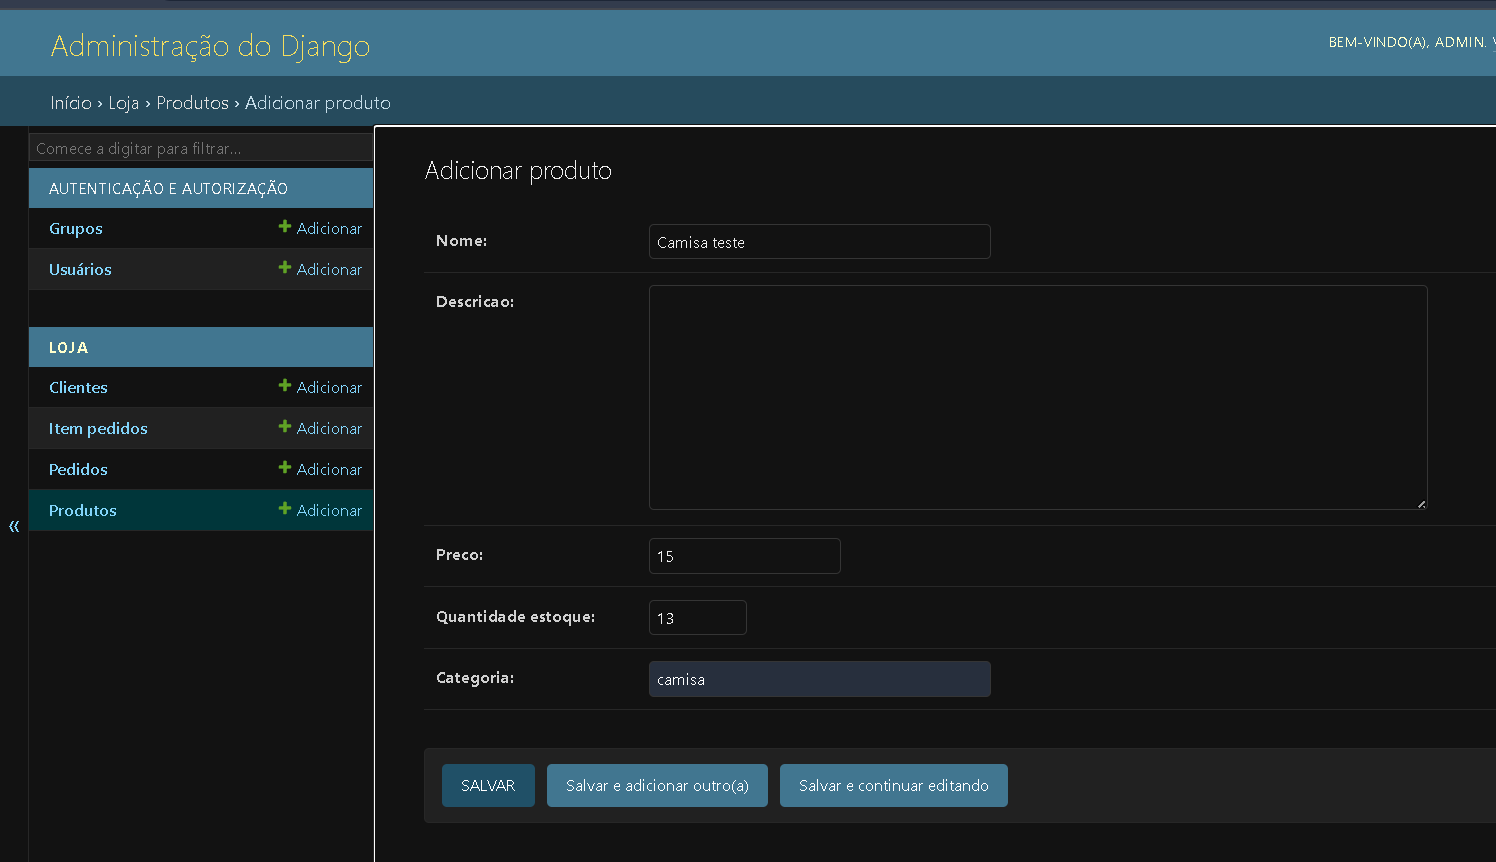 Administração do Django
BEM-VINDO(A), ADMIN.
Início › Loja › Produtos › Adicionar produto
Comece a digitar para filtrar...
AUTENTICAÇÃO E AUTORIZAÇÃO
Grupos
Adicionar
Usuários
Adicionar
LOJA
Clientes
Adicionar
Item pedidos
Adicionar
Pedidos
Adicionar
Produtos
Adicionar
«
Adicionar produto
Nome:
Camisa teste
Descricao:
Preco:
15
Quantidade estoque:
13
Categoria:
camisa
SALVAR
Salvar e adicionar outro(a)
Salvar e continuar editando